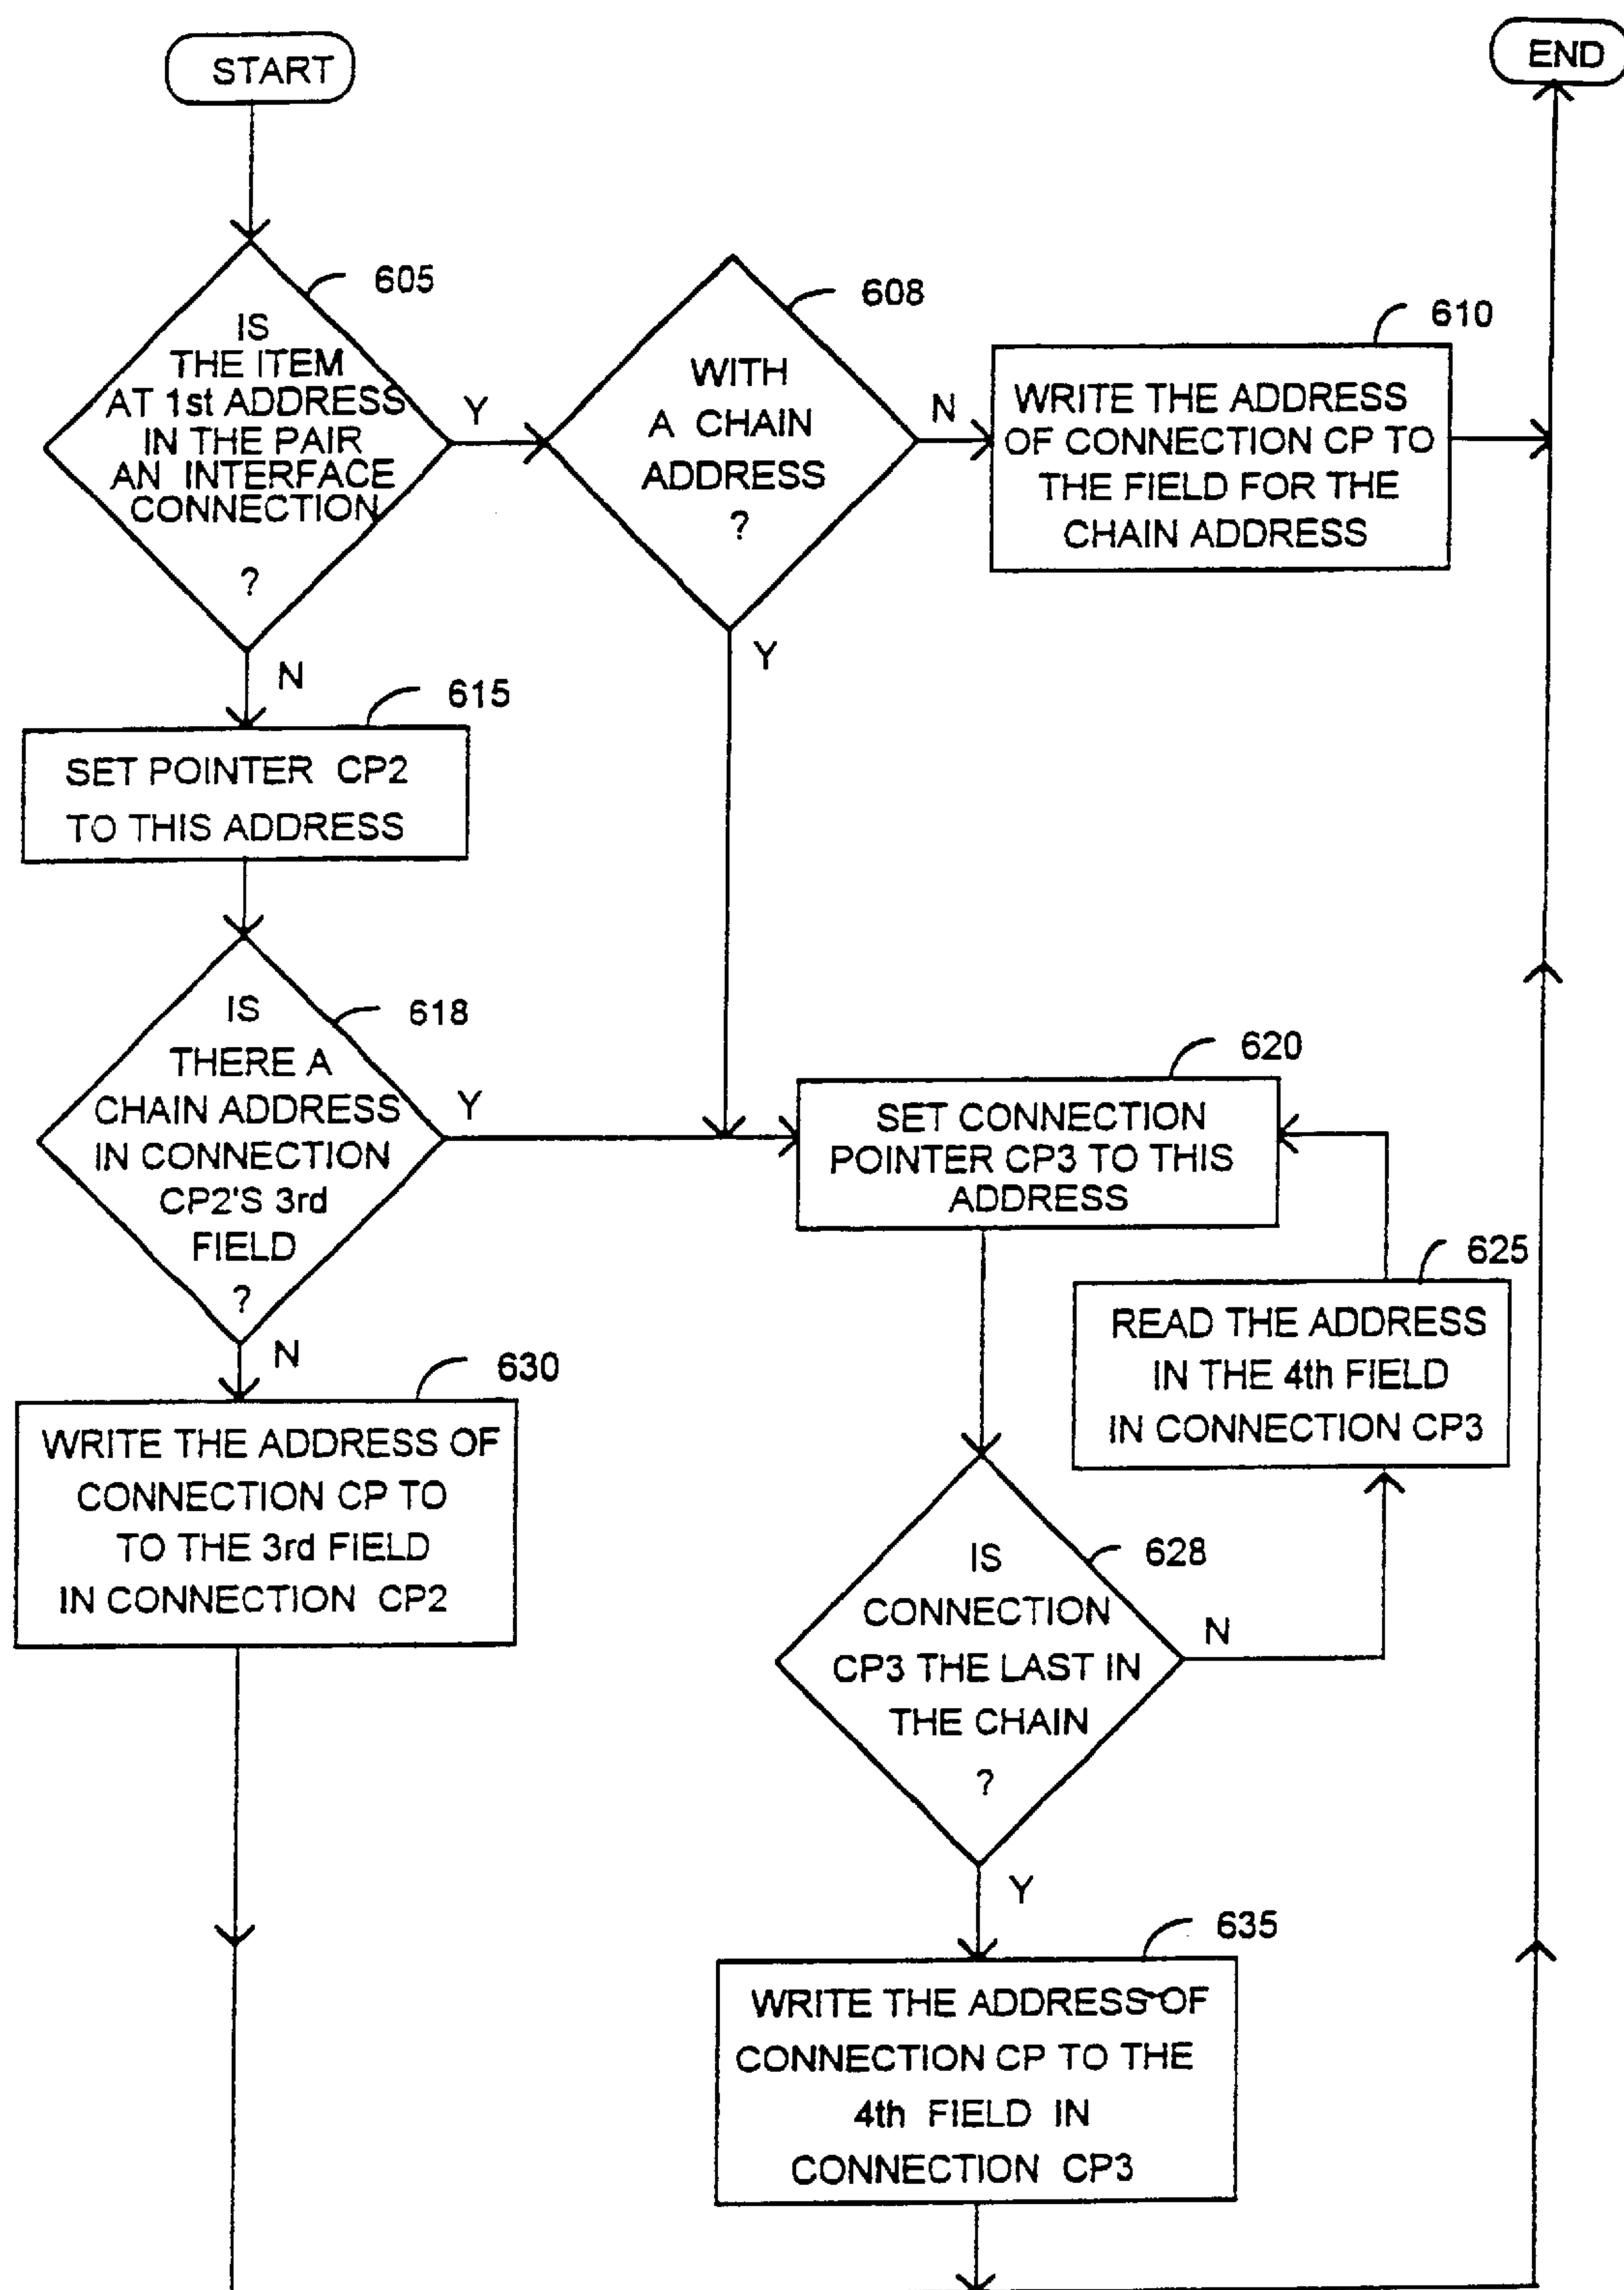 START
END
605
IS
THE ITEM
AT 1st ADDRESS
IN THE PAIR
AN INTERFACE
CONNECTION
?
Y
N
608
WITH
A CHAIN
ADDRESS
?
N
Y
610
WRITE THE ADDRESS
OF CONNECTION CP TO
THE FIELD FOR THE
CHAIN ADDRESS
615
SET POINTER CP2
TO THIS ADDRESS
618
IS
THERE A
CHAIN ADDRESS
IN CONNECTION
CP2'S 3rd
FIELD
?
Y
N
620
SET CONNECTION
POINTER CP3 TO THIS
ADDRESS
625
READ THE ADDRESS
IN THE 4th FIELD
IN CONNECTION CP3
630
WRITE THE ADDRESS OF
CONNECTION CP TO
TO THE 3rd FIELD
IN CONNECTION CP2
628
IS
CONNECTION
CP3 THE LAST IN
THE CHAIN
?
N
Y
635
WRITE THE ADDRESS OF
CONNECTION CP TO THE
4th FIELD IN
CONNECTION CP3